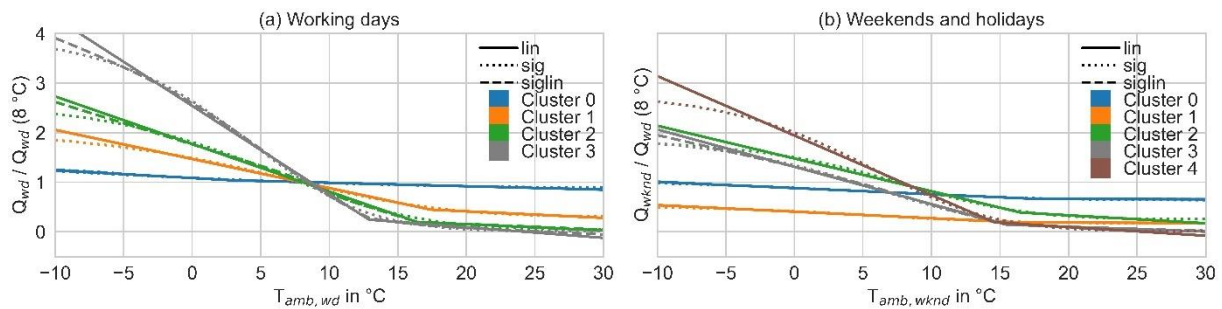 (a) Working days
Q_wd / Q_wd (8 °C)
4
3
2
1
0
lin
sig
siglin
Cluster 0
Cluster 1
Cluster 2
Cluster 3
−10 −5 0 5 10 15 20 25 30
T_amb, wd in °C
(b) Weekends and holidays
Q_wknd / Q_wd (8 °C)
lin
sig
siglin
Cluster 0
Cluster 1
Cluster 2
Cluster 3
Cluster 4
−10 −5 0 5 10 15 20 25 30
T_amb, wknd in °C